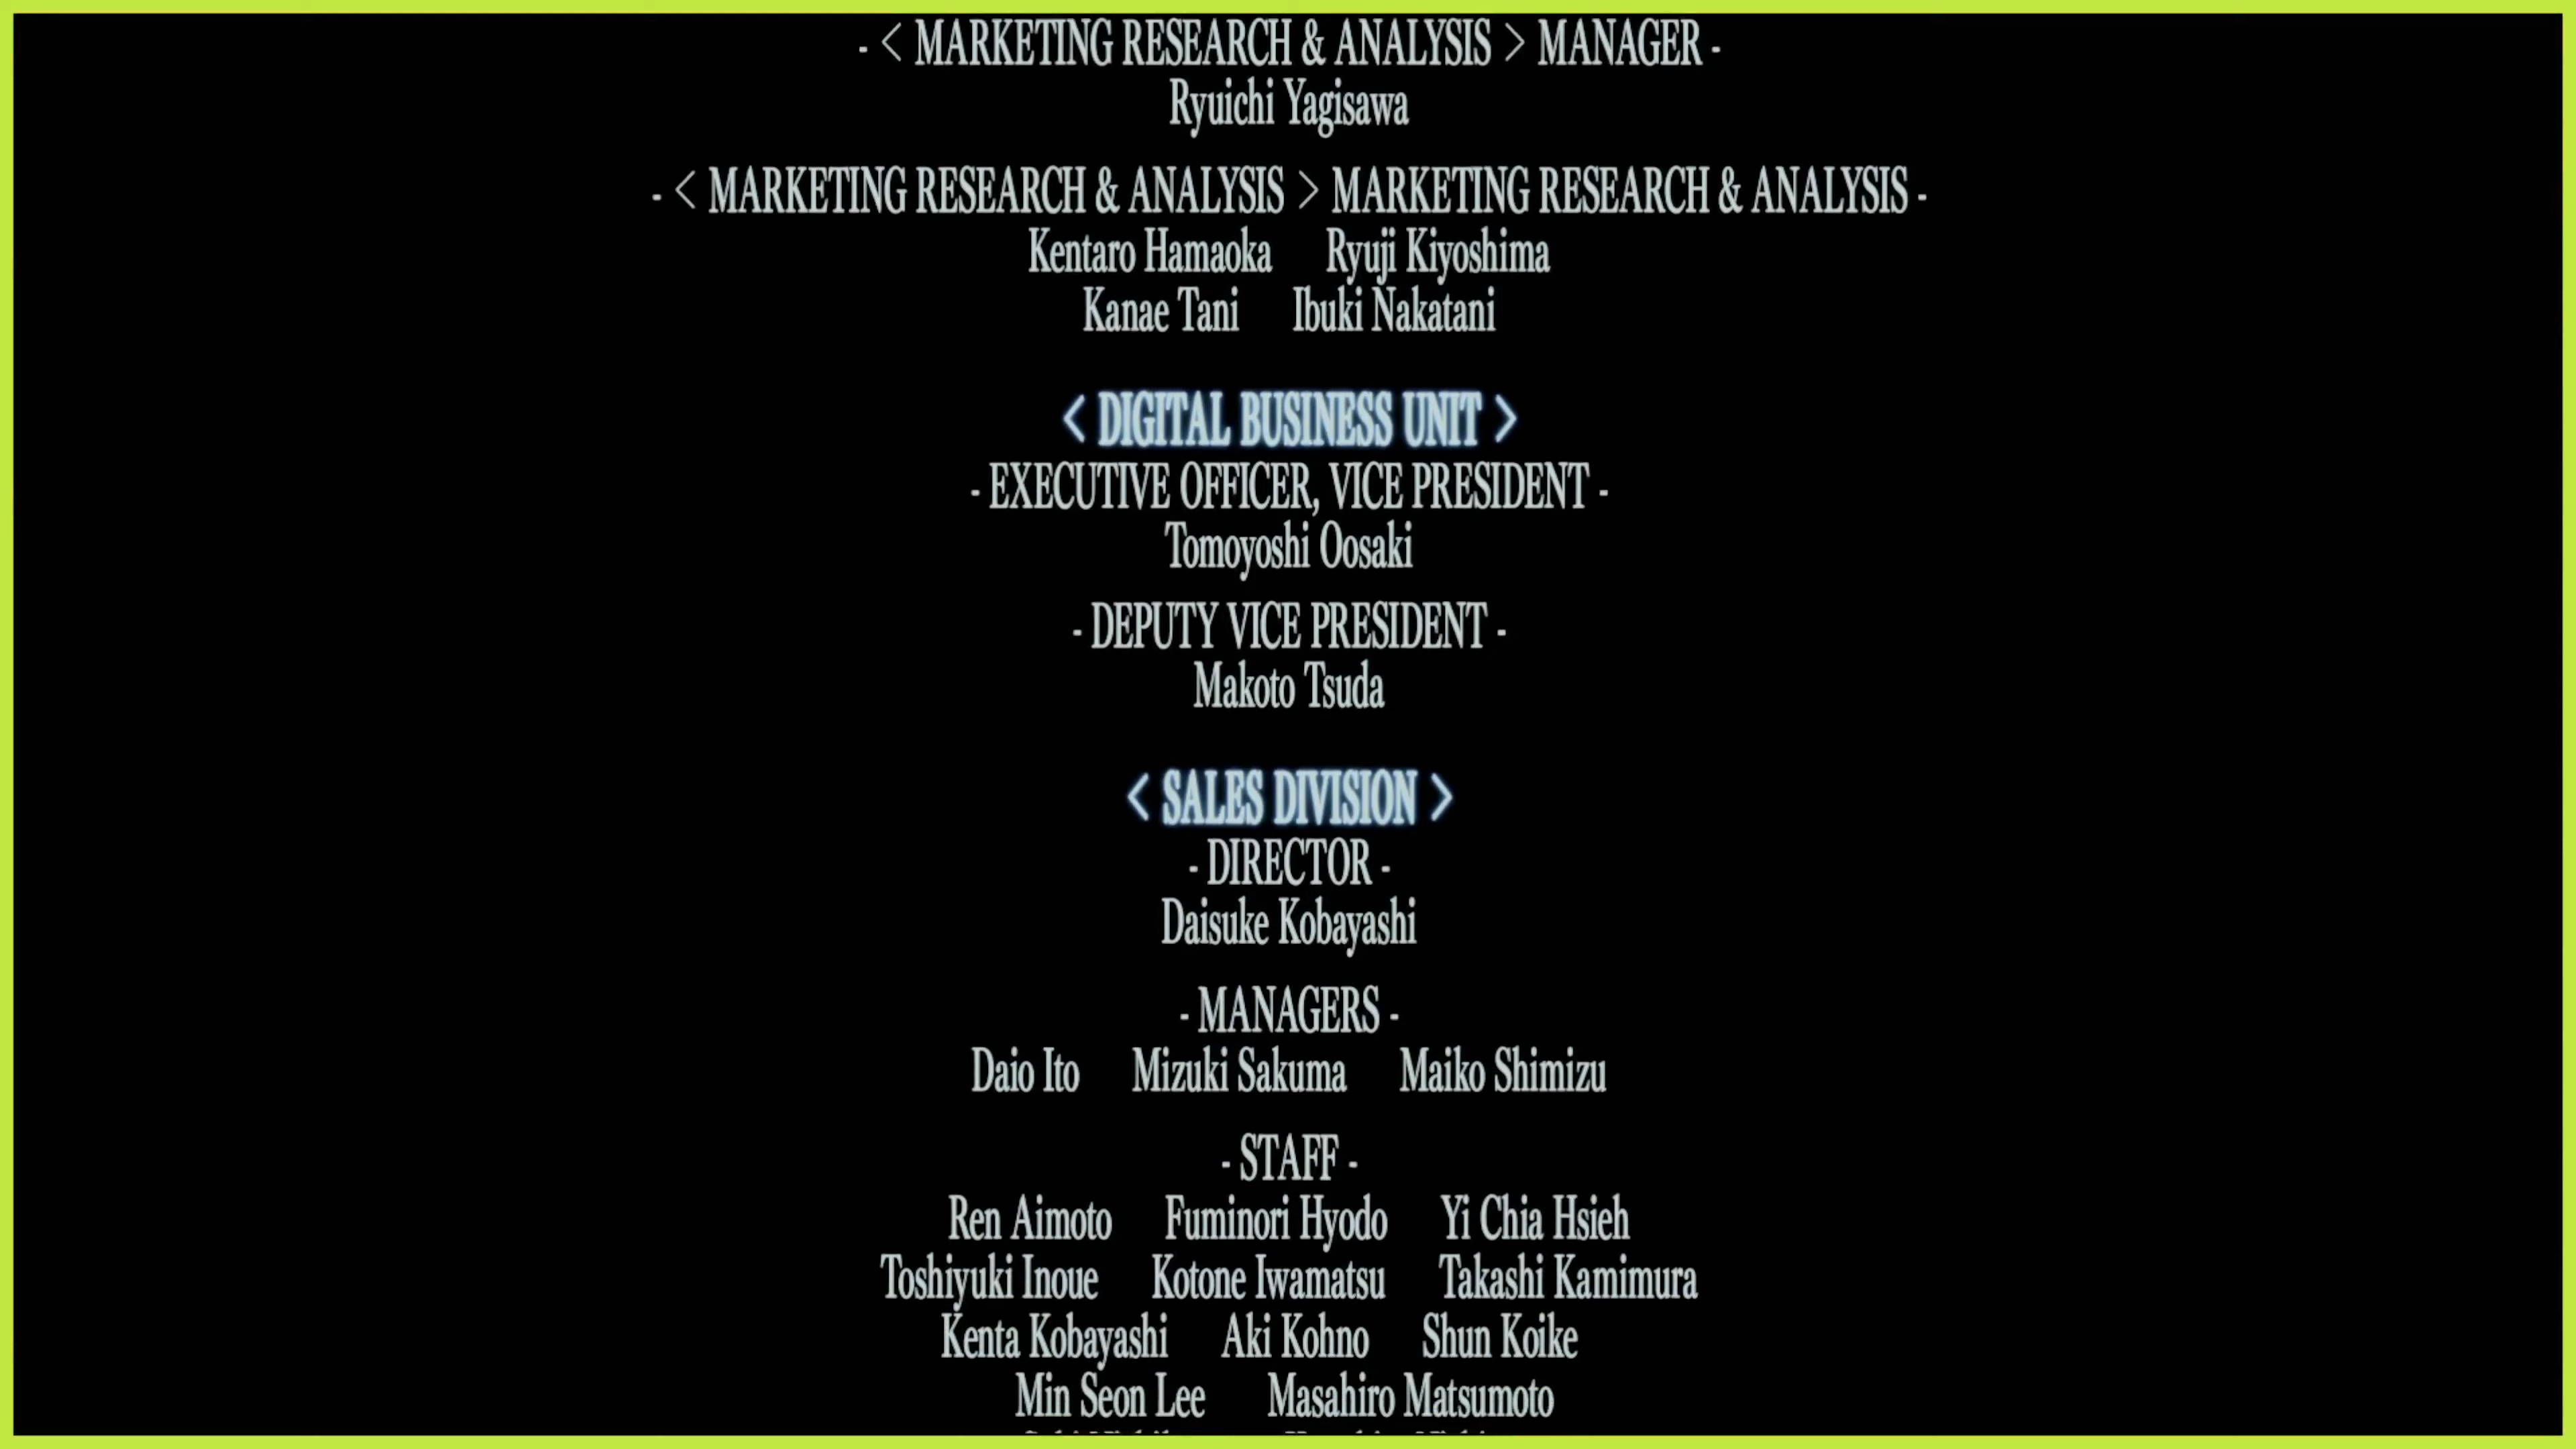 - < MARKETING RESEARCH & ANALYSIS > MANAGER -
Ryuichi Yagisawa
- < MARKETING RESEARCH & ANALYSIS > MARKETING RESEARCH & ANALYSIS -
Kentaro Hamaoka Ryuji Kiyoshima
Kanae Tani Ibuki Nakatani
< DIGITAL BUSINESS UNIT >
- EXECUTIVE OFFICER, VICE PRESIDENT -
Tomoyoshi Oosaki
- DEPUTY VICE PRESIDENT -
Makoto Tsuda
< SALES DIVISION >
- DIRECTOR -
Daisuke Kobayashi
- MANAGERS -
Daio Ito Mizuki Sakuma Maiko Shimizu
- STAFF -
Ren Aimoto Fuminori Hyodo Yi Chia Hsieh
Toshiyuki Inoue Kotone Iwamatsu Takashi Kamimura
Kenta Kobayashi Aki Kohno Shun Koike
Min Seon Lee Masahiro Matsumoto